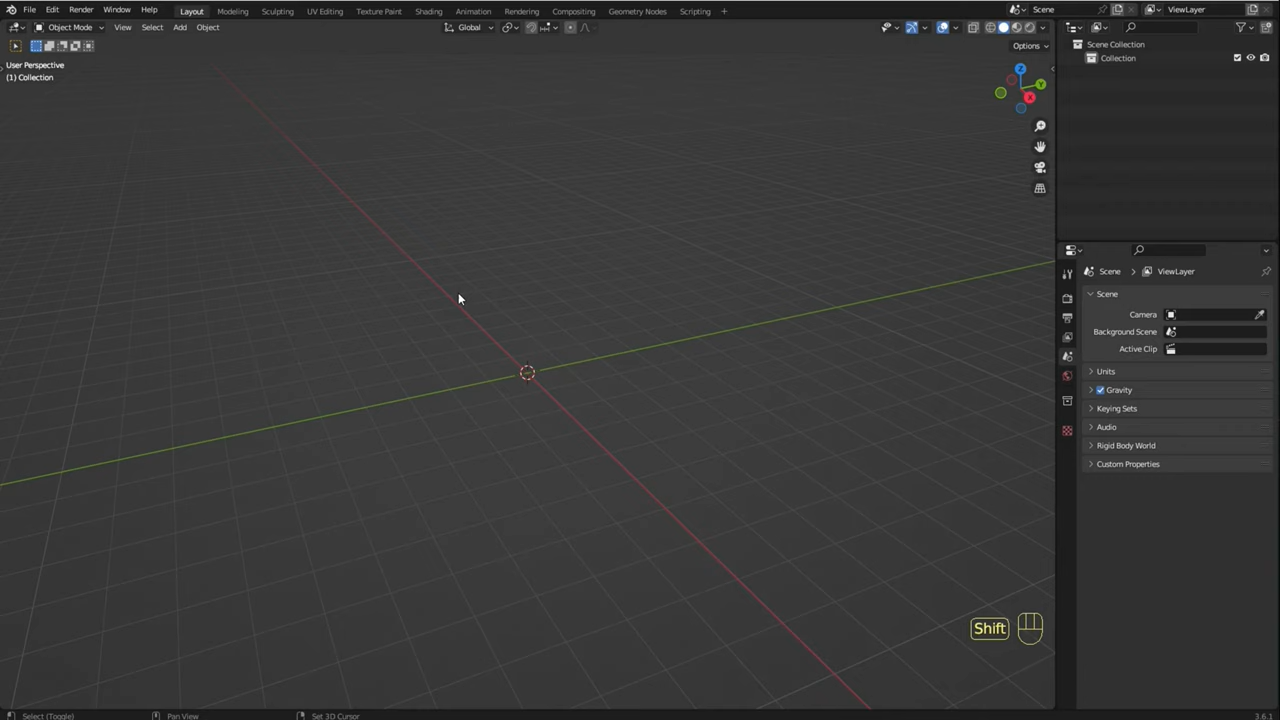 File Edit Render Window Help Layout Modeling Sculpting UV Editing Texture Paint Shading Animation Rendering Compositing Geometry Nodes Scripting + Scene ViewLayer
Object Mode View Select Add Object Global
Options
User Perspective
(1) Collection
Z
Y
X
Scene Collection
Collection
Scene > ViewLayer
Scene
Camera
Background Scene
Active Clip
Units
Gravity
Keying Sets
Audio
Rigid Body World
Custom Properties
Shift
Select (Toggle) Pan View Set 3D Cursor 3.6.1